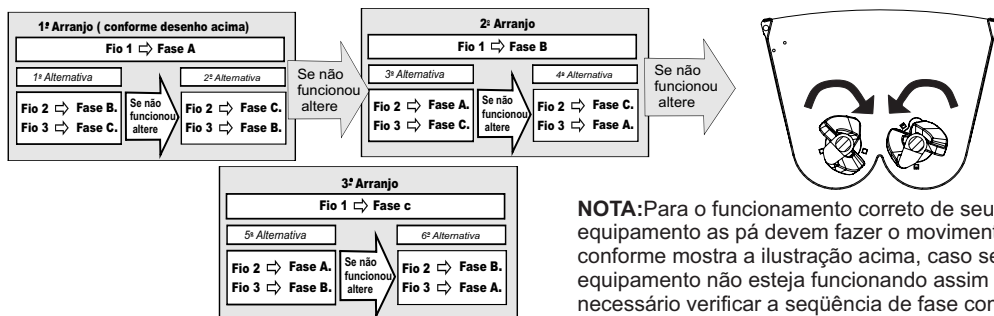 1ª Arranjo ( conforme desenho acima)
Fio 1 ⇨ Fase A
1ª Alternativa
Fio 2 ⇨ Fase B.
Fio 3 ⇨ Fase C.
Se não
funcionou
altere
2ª Alternativa
Fio 2 ⇨ Fase C.
Fio 3 ⇨ Fase B.
Se não
funcionou
altere
2ª Arranjo
Fio 1 ⇨ Fase B
3ª Alternativa
Fio 2 ⇨ Fase A.
Fio 3 ⇨ Fase C.
Se não
funcionou
altere
4ª Alternativa
Fio 2 ⇨ Fase C.
Fio 3 ⇨ Fase A.
Se não
funcionou
altere
3ª Arranjo
Fio 1 ⇨ Fase c
5ª Alternativa
Fio 2 ⇨ Fase A.
Fio 3 ⇨ Fase B.
Se não
funcionou
altere
6ª Alternativa
Fio 2 ⇨ Fase B.
Fio 3 ⇨ Fase A.
NOTA:Para o funcionamento correto de seu
equipamento as pá devem fazer o moviment
conforme mostra a ilustração acima, caso se
equipamento não esteja funcionando assim
necessário verificar a seqüência de fase con